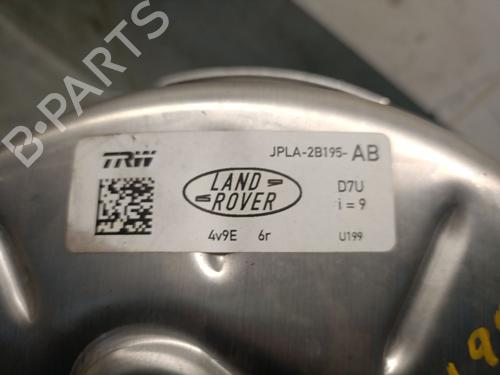 TRW
JPLA-2B195-AB
LAND
ROVER
D7U
i = 9
4v9E 6r
U199
B-PARTS